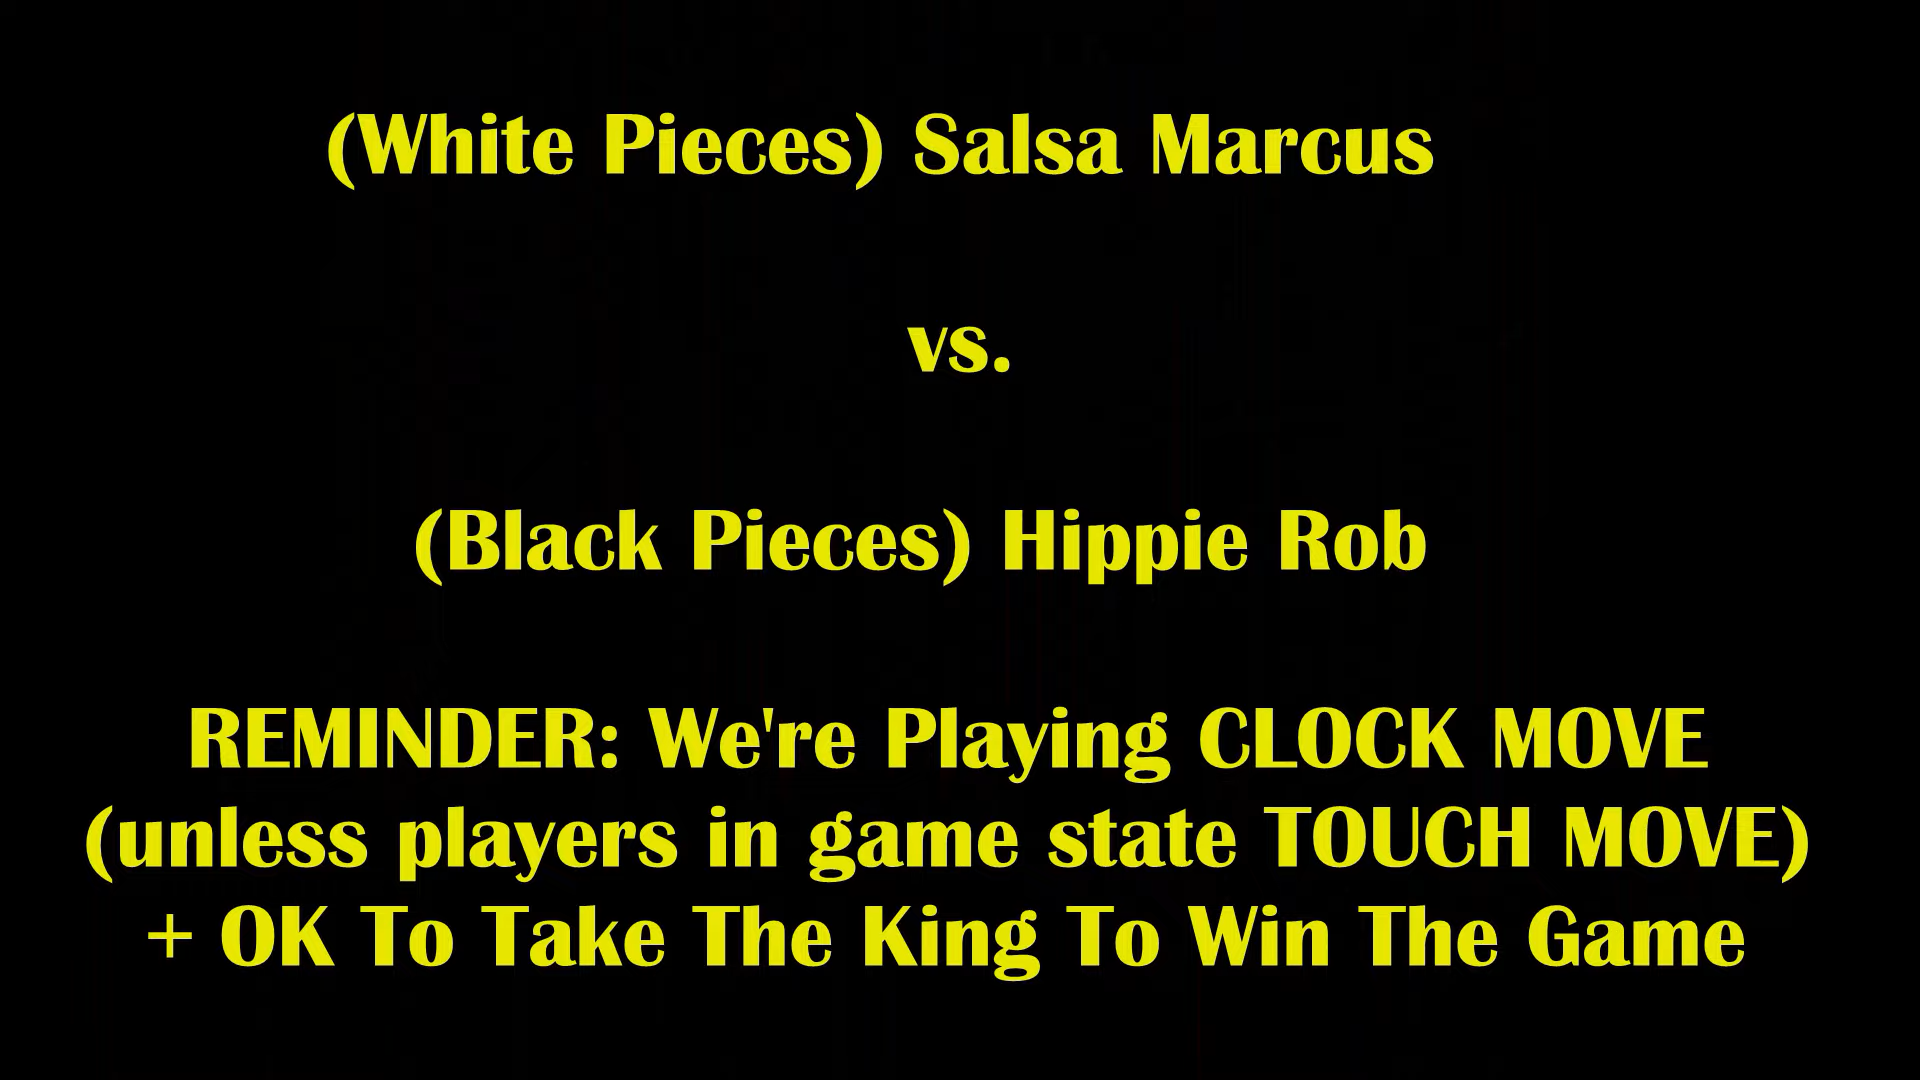 (White Pieces) Salsa Marcus
vs.
(Black Pieces) Hippie Rob
REMINDER: We're Playing CLOCK MOVE
(unless players in game state TOUCH MOVE)
+ OK To Take The King To Win The Game